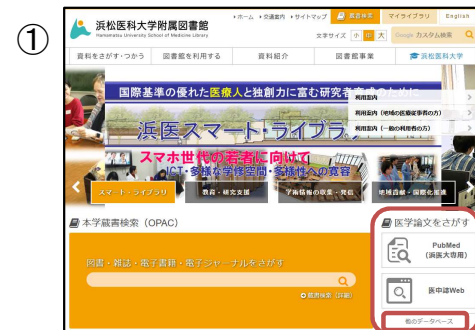 ①
▸ホーム ▸交通案内 ▸サイトマップ 蔵書検索 マイライブラリ English
浜松医科大学附属図書館
Hamamatsu University School of Medicine Library
文字サイズ 小 中 大 Google カスタム検索
資料をさがす・つかう 図書館を利用する 資料紹介 図書館事業 浜松医科大学
国際基準の優れた医療人と独創力に富む研究者育成のために
利用案内
利用案内（地域の医療従事者の方）
利用案内（一般の利用者の方）
浜医スマート・ライブラリ
スマホ世代の若者に向けて
ICT・多様な学修空間・多様性への寛容
スマート・ライブラリ 教育・研究支援 学術情報の収集・発信 地域貢献・国際化推進
本学蔵書検索（OPAC）
医学論文をさがす
図書・雑誌・電子書籍・電子ジャーナルをさがす
蔵書検索（詳細）
PubMed
（浜医大専用）
医中誌Web
他のデータベース